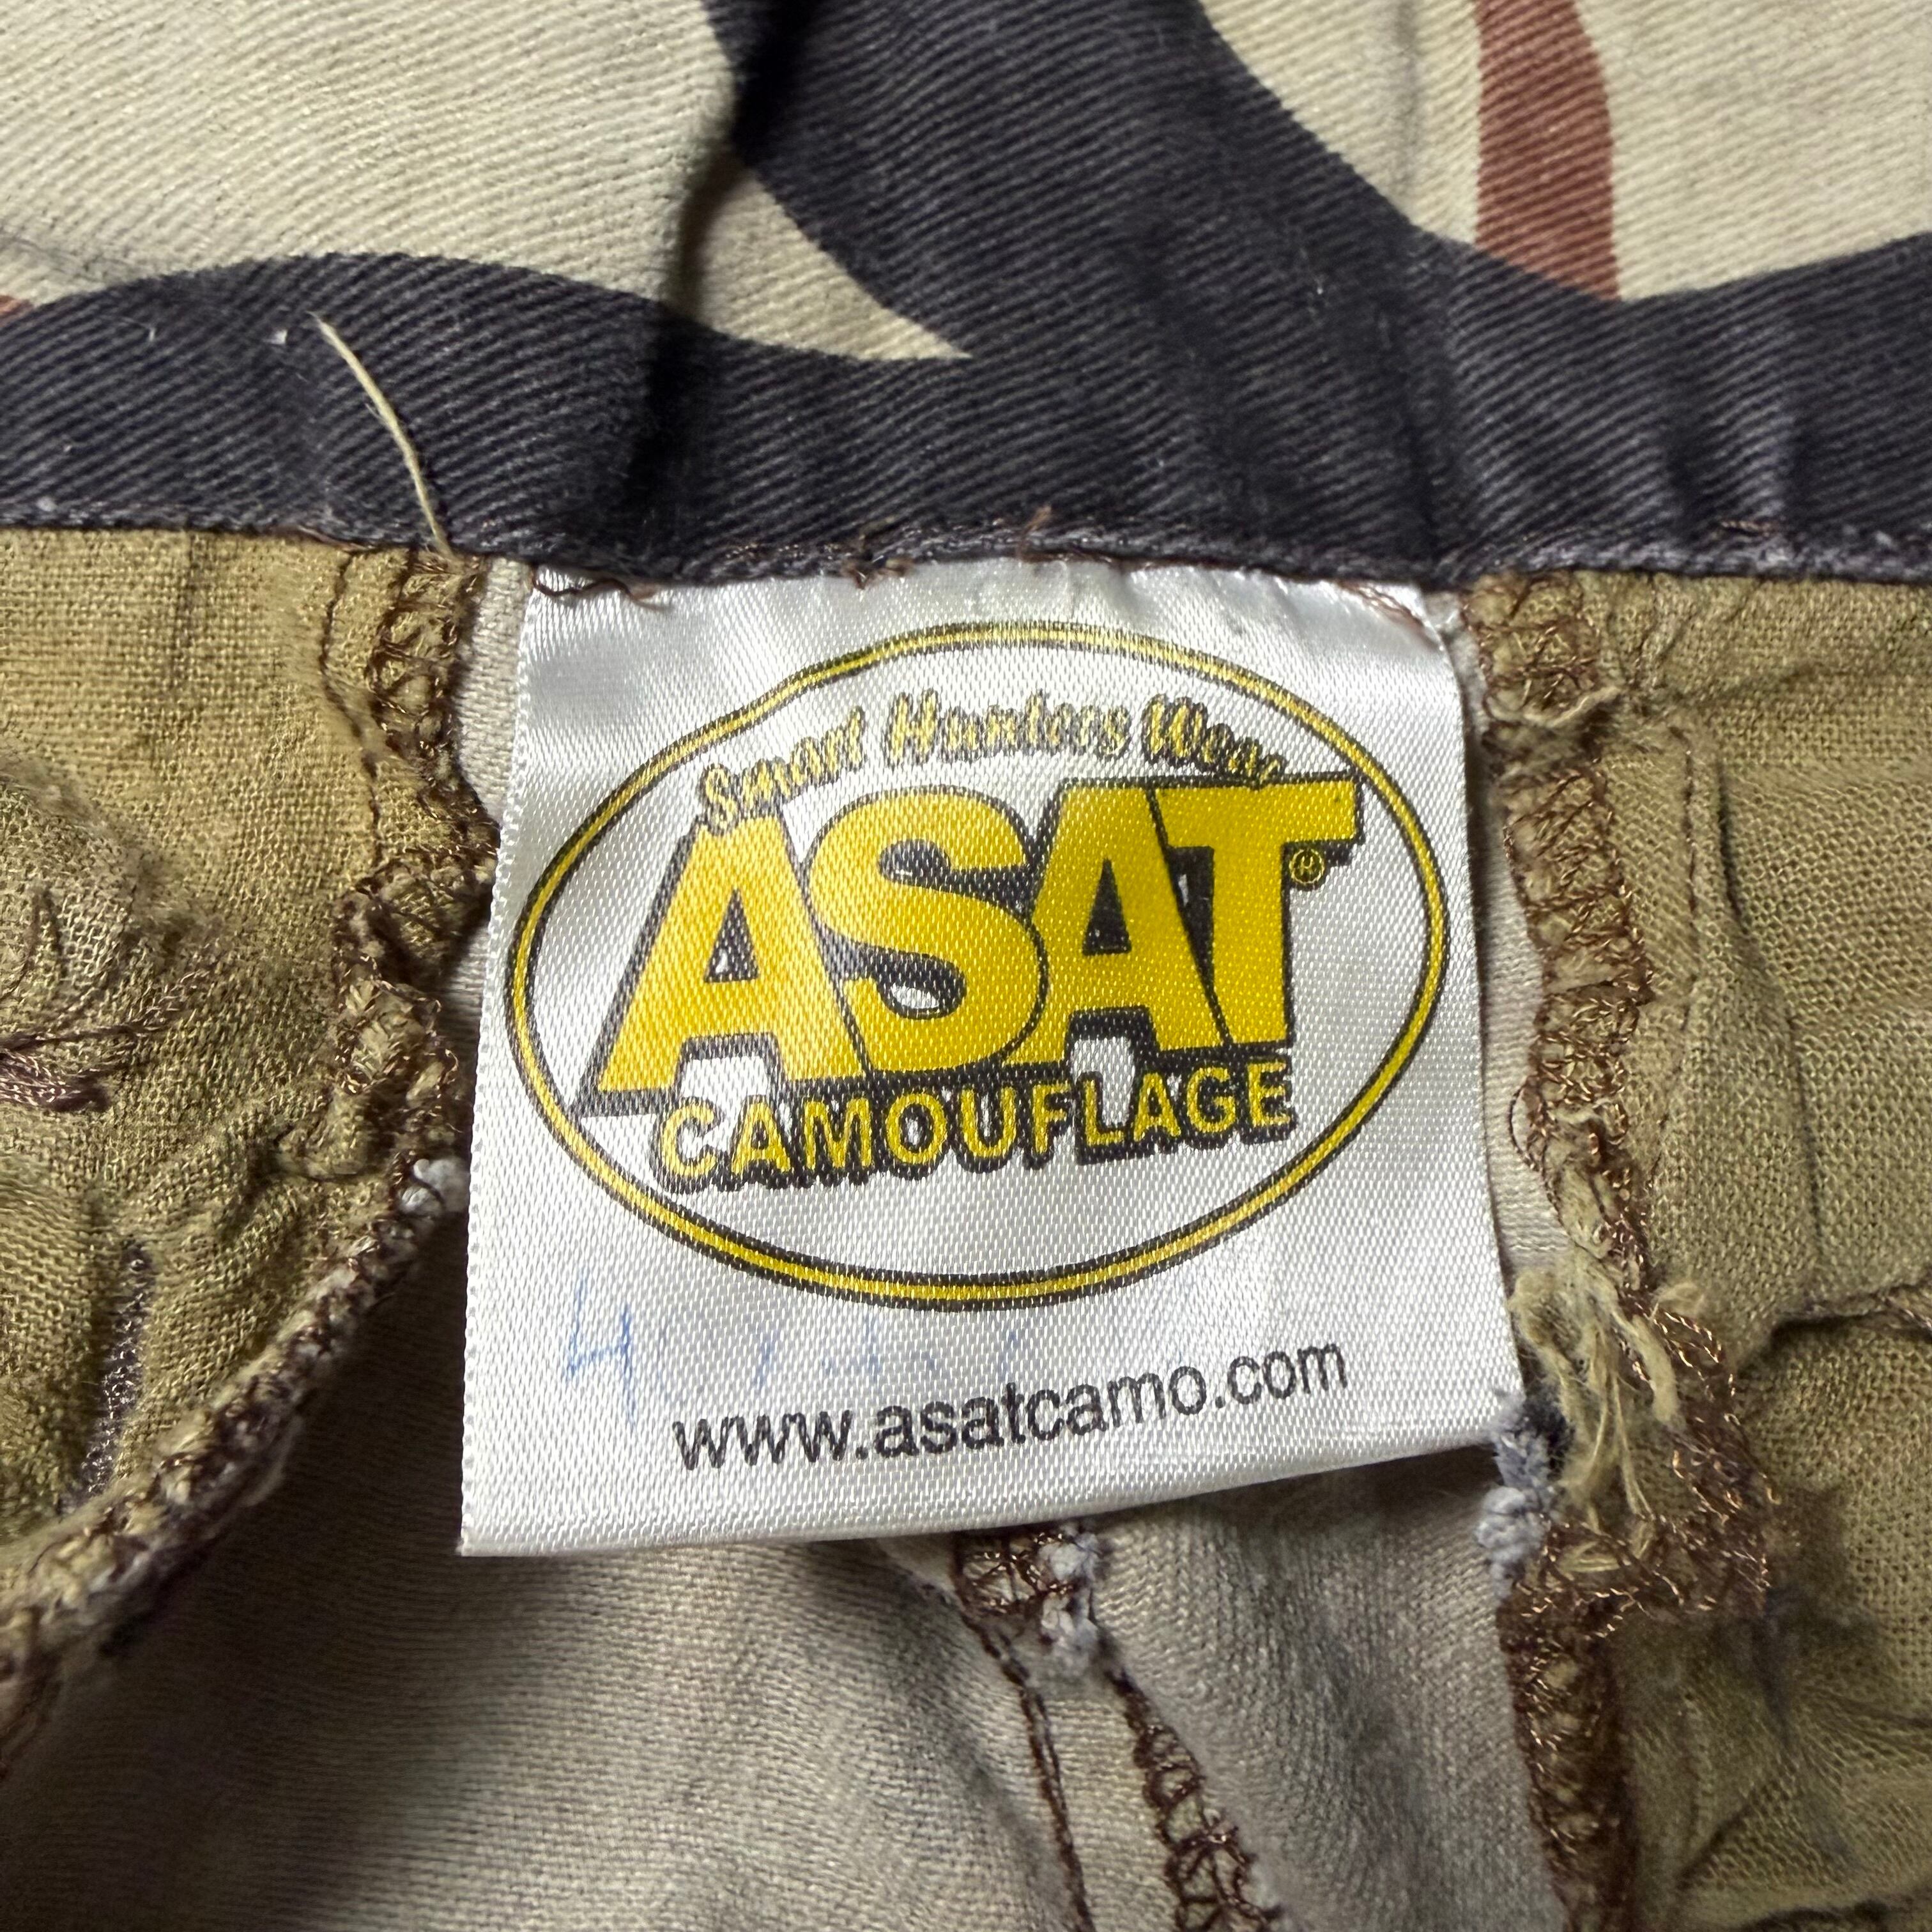 Smart Hunters Wear
ASAT®
CAMOUFLAGE
www.asatcamo.com